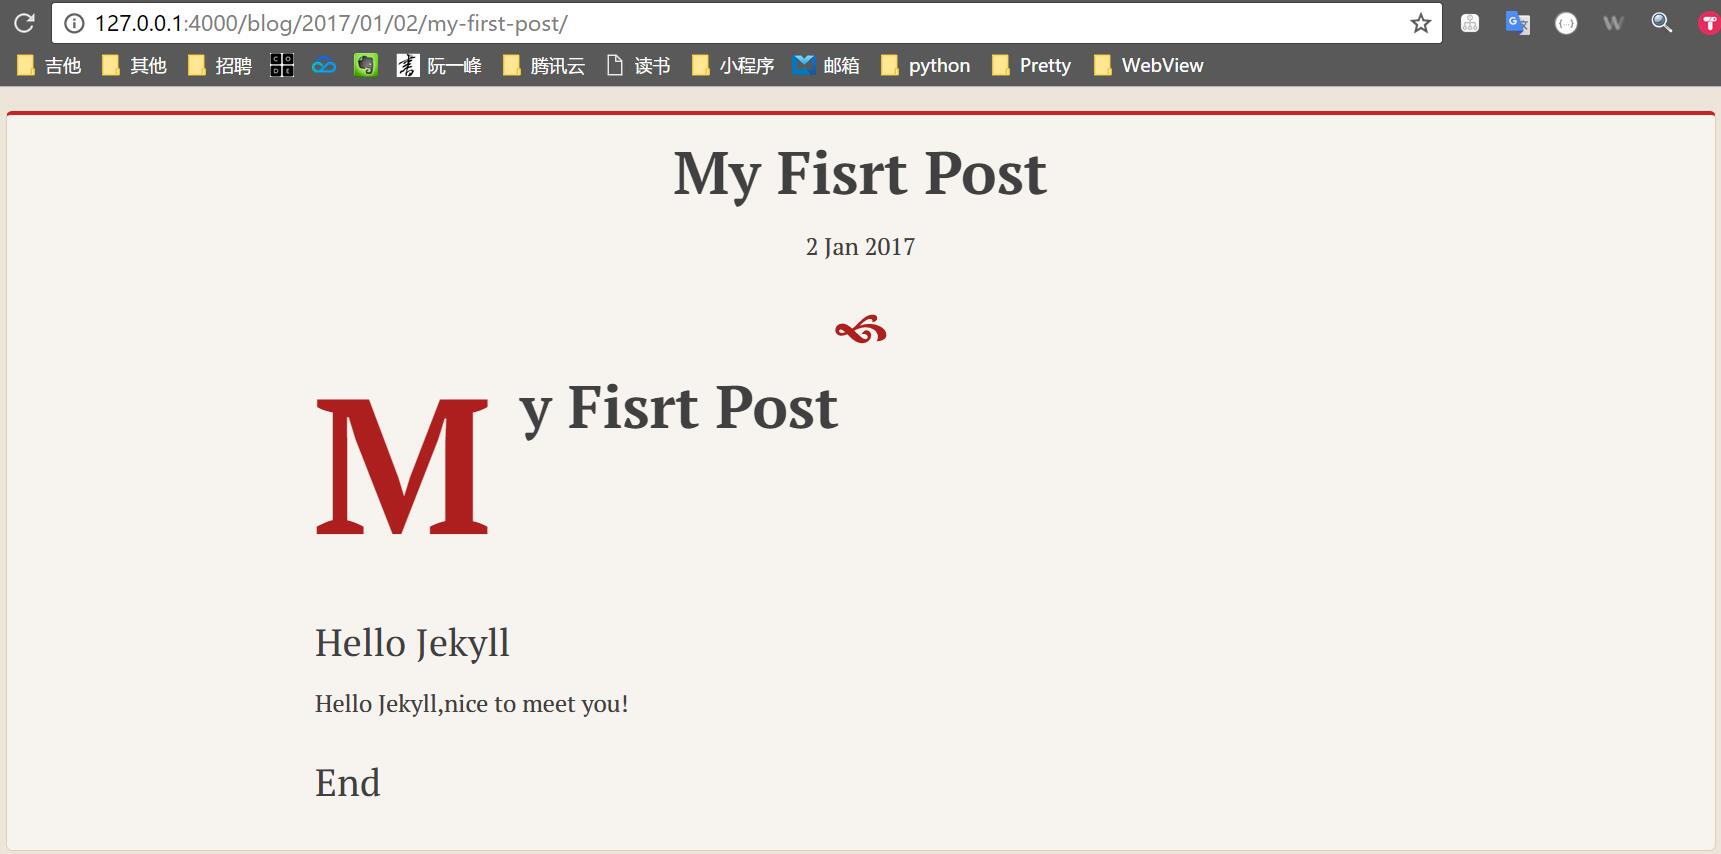 127.0.0.1:4000/blog/2017/01/02/my-first-post/
吉他 其他 招聘 CODE 阮一峰 腾讯云 读书 小程序 邮箱 python Pretty WebView
My Fisrt Post
2 Jan 2017
My Fisrt Post
Hello Jekyll
Hello Jekyll,nice to meet you!
End